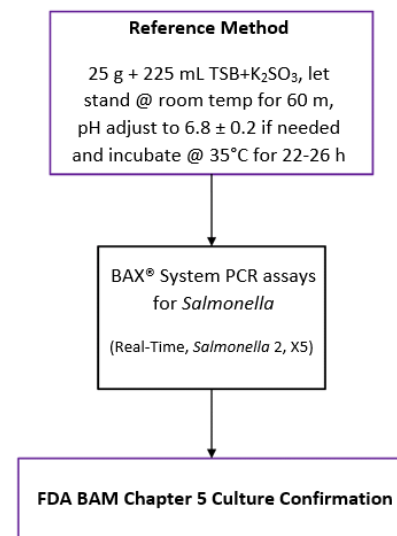 Reference Method
25 g + 225 mL TSB+K₂SO₃, let
stand @ room temp for 60 m,
pH adjust to 6.8 ± 0.2 if needed
and incubate @ 35°C for 22-26 h
BAX® System PCR assays
for Salmonella
(Real-Time, Salmonella 2, X5)
FDA BAM Chapter 5 Culture Confirmation